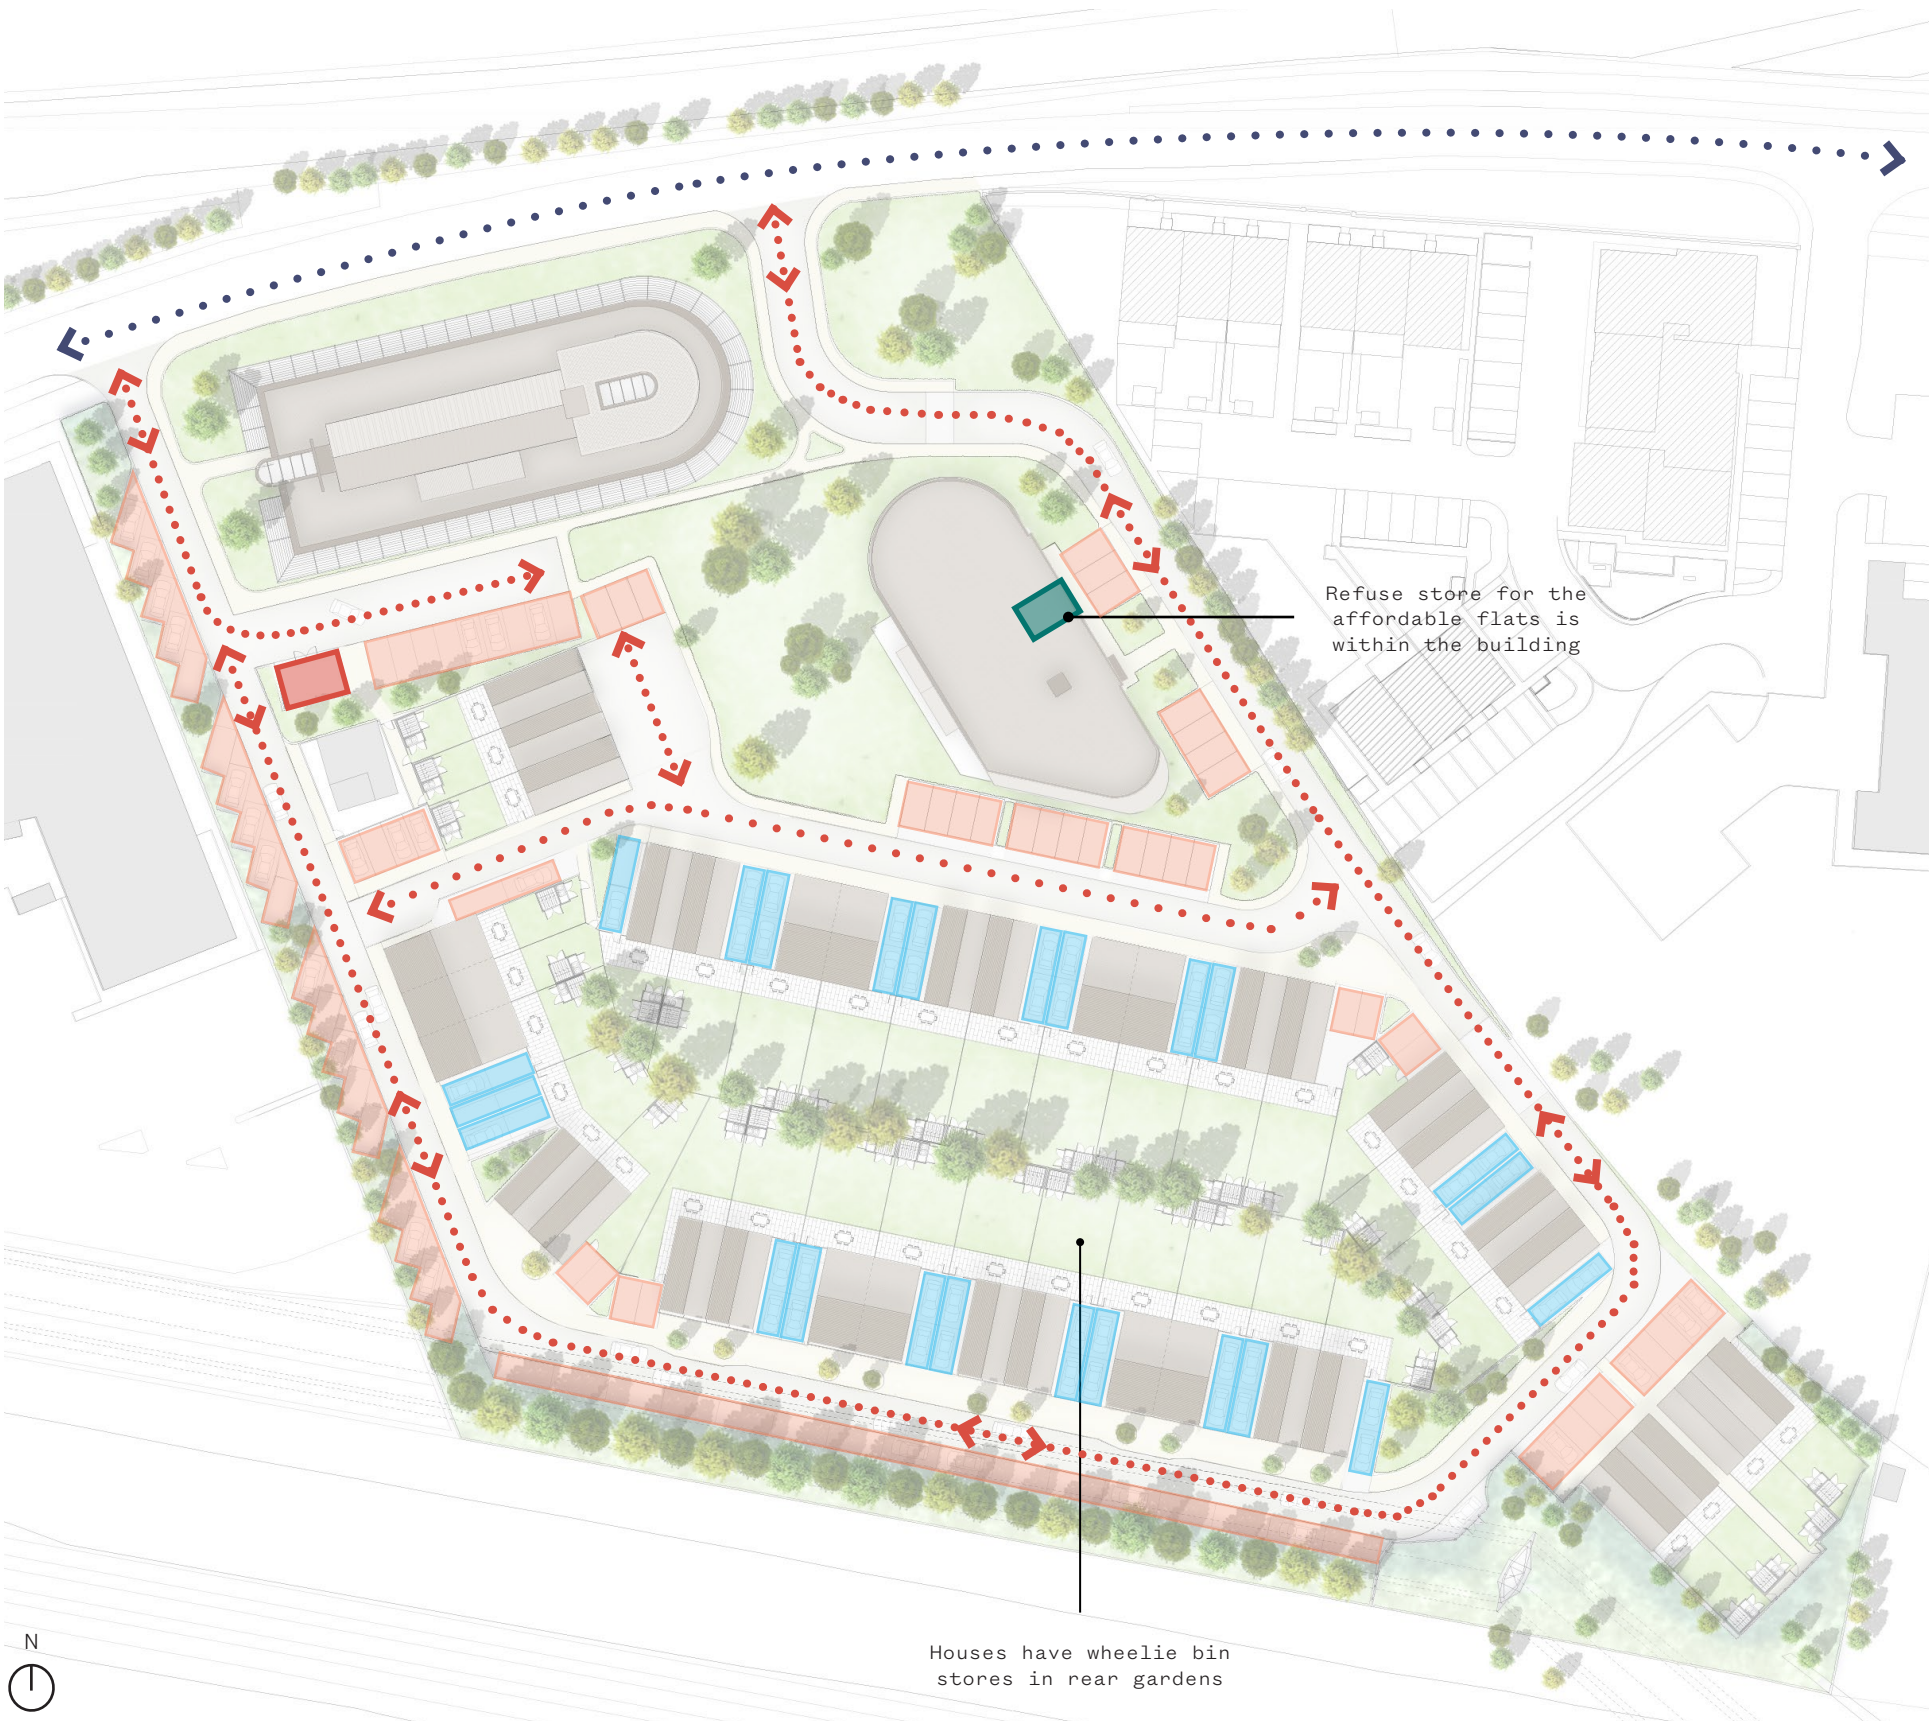 Refuse store for the
affordable flats is
within the building
N
Houses have wheelie bin
stores in rear gardens